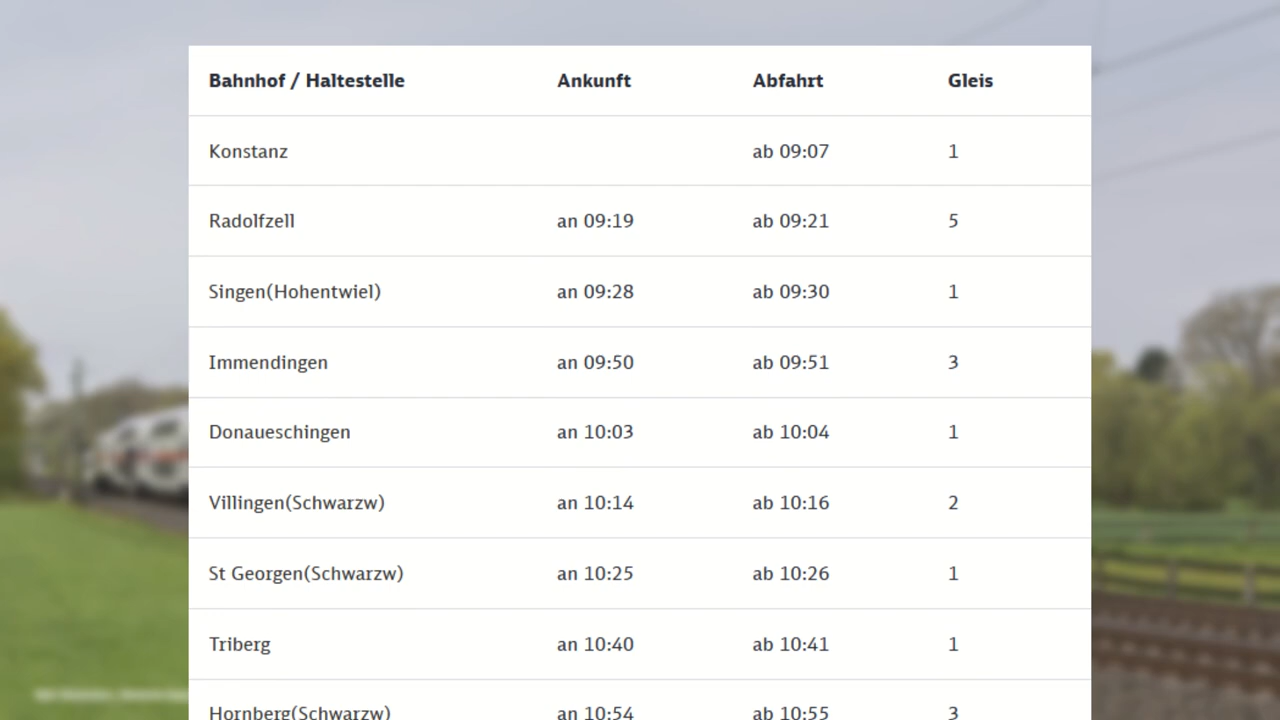 Bahnhof / Haltestelle Ankunft Abfahrt Gleis
Konstanz ab 09:07 1
Radolfzell an 09:19 ab 09:21 5
Singen(Hohentwiel) an 09:28 ab 09:30 1
Immendingen an 09:50 ab 09:51 3
Donaueschingen an 10:03 ab 10:04 1
Villingen(Schwarzw) an 10:14 ab 10:16 2
St Georgen(Schwarzw) an 10:25 ab 10:26 1
Triberg an 10:40 ab 10:41 1
Hornberg(Schwarzw) an 10:54 ab 10:55 3